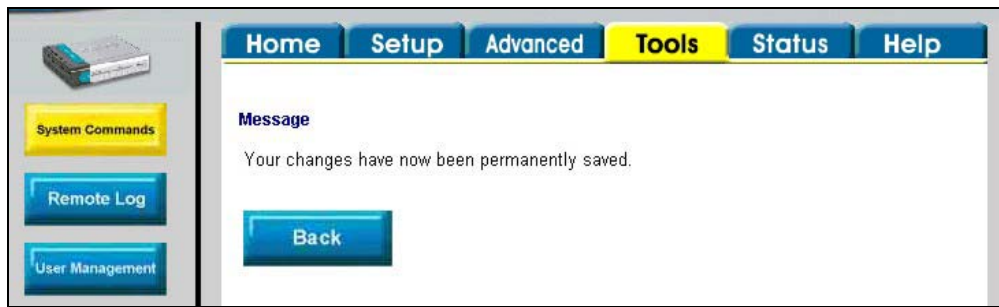 Home Setup Advanced Tools Status Help
System Commands
Remote Log
User Management
Message
Your changes have now been permanently saved.
Back